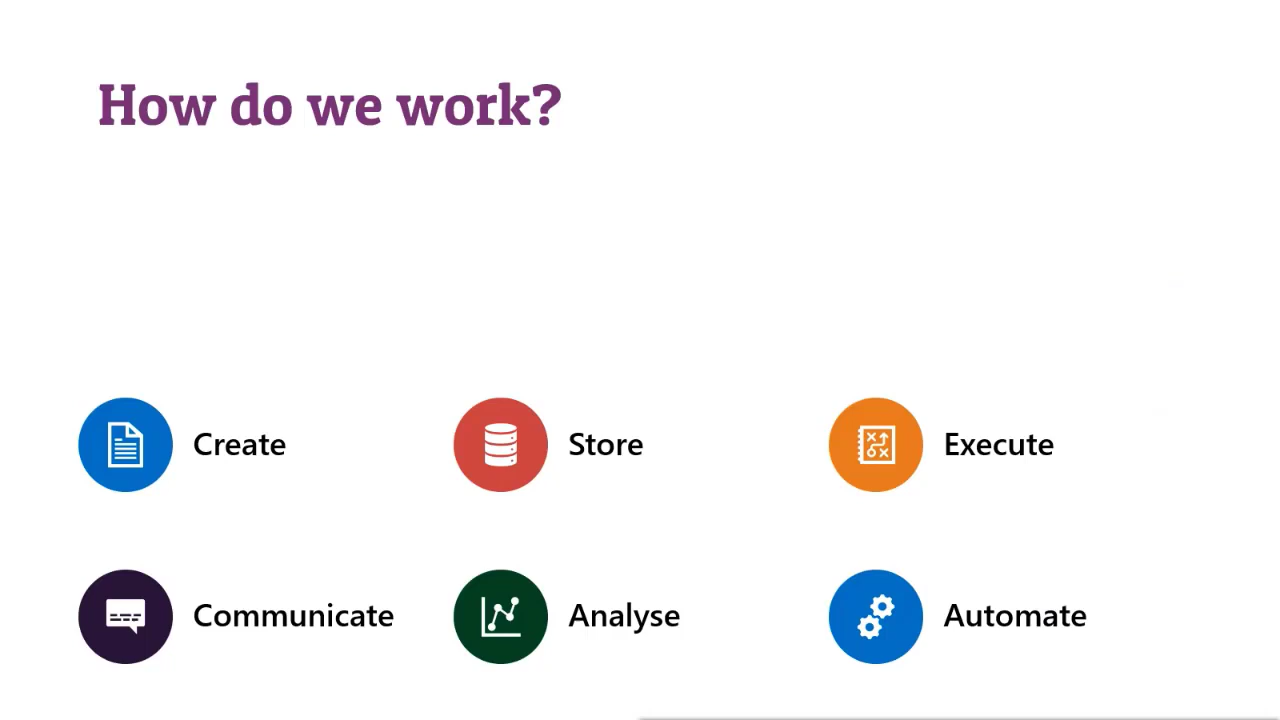 How do we work?
Create
Store
Execute
Communicate
Analyse
Automate